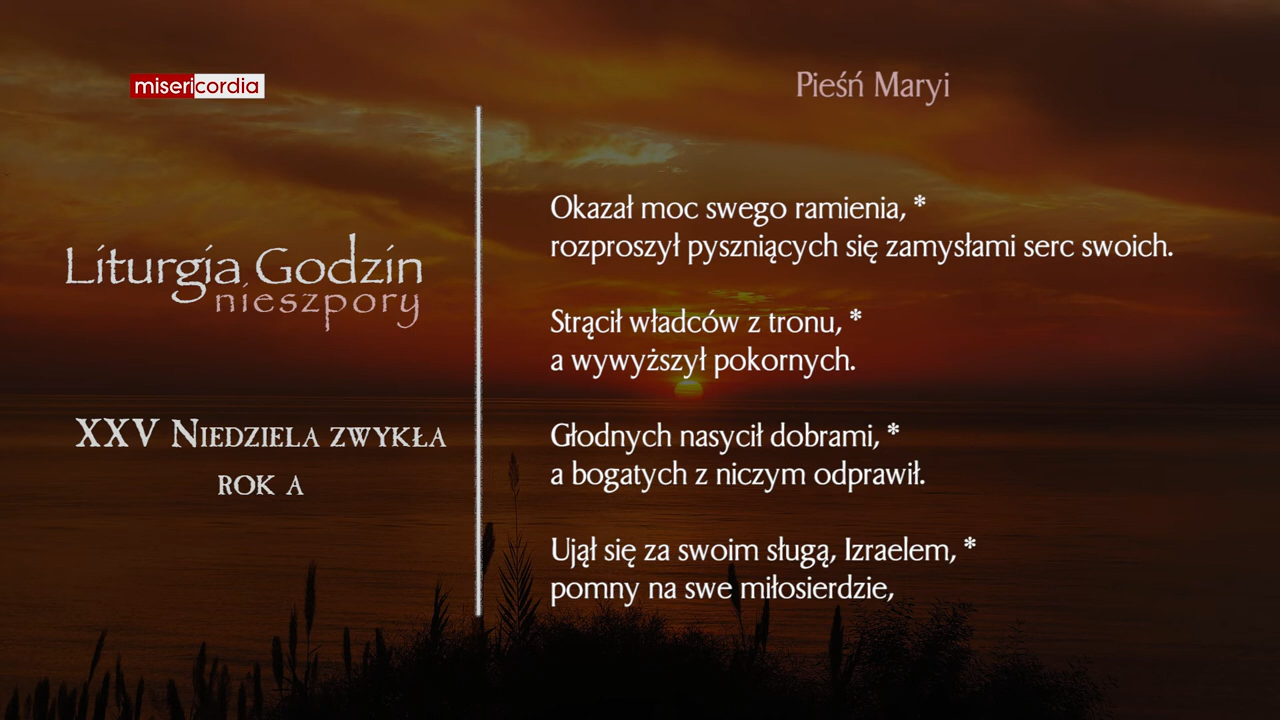 misericordia
Liturgia Godzin
nieszpory
XXV Niedziela zwykła
rok A
Pieśń Maryi
Okazał moc swego ramienia, *
rozproszył pyszniących się zamysłami serc swoich.
Strącił władców z tronu, *
a wywyższył pokornych.
Głodnych nasycił dobrami, *
a bogatych z niczym odprawił.
Ujął się za swoim sługą, Izraelem, *
pomny na swe miłosierdzie,